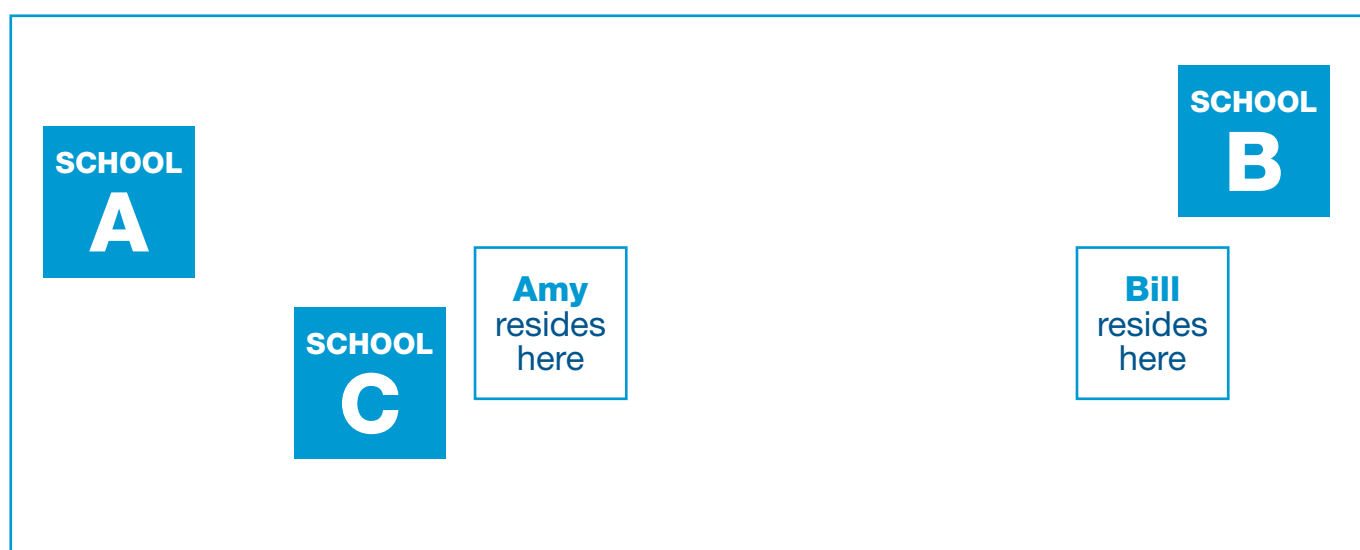 SCHOOL
A
SCHOOL
C
Amy
resides
here
SCHOOL
B
Bill
resides
here